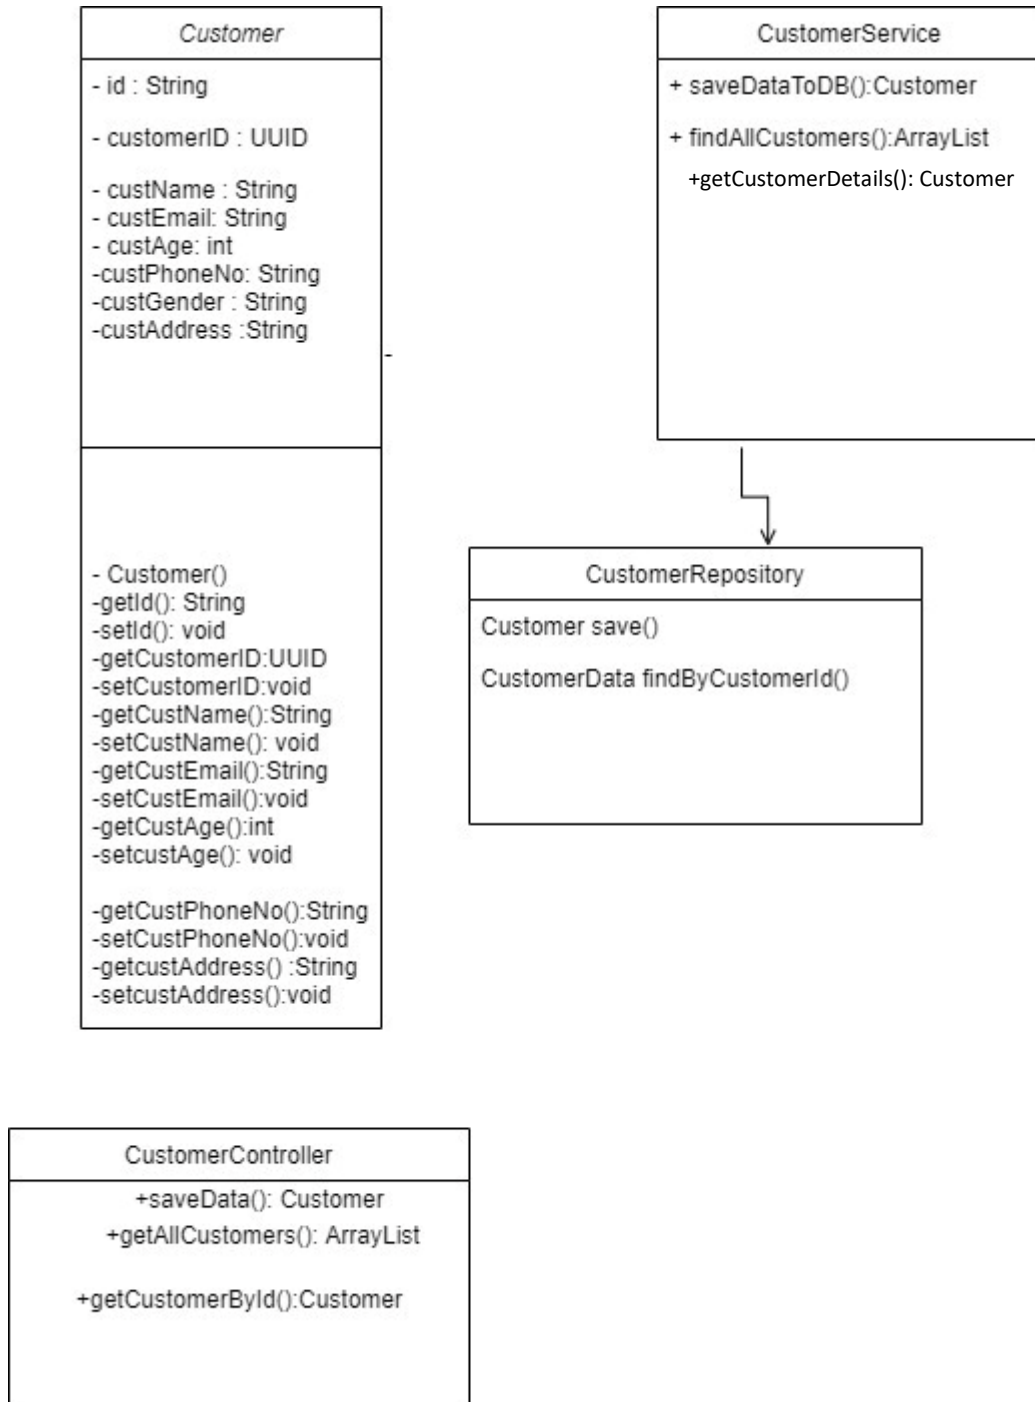 Customer
- id : String
- customerID : UUID
- custName : String
- custEmail: String
- custAge: int
-custPhoneNo: String
-custGender : String
-custAddress :String
-
- Customer()
-getId(): String
-setId(): void
-getCustomerID:UUID
-setCustomerID:void
-getCustName():String
-setCustName(): void
-getCustEmail():String
-setCustEmail():void
-getCustAge():int
-setcustAge(): void
-getCustPhoneNo():String
-setCustPhoneNo():void
-getcustAddress() :String
-setcustAddress():void
CustomerService
+ saveDataToDB():Customer
+ findAllCustomers():ArrayList
+getCustomerDetails(): Customer
CustomerRepository
Customer save()
CustomerData findByCustomerId()
CustomerController
+saveData(): Customer
+getAllCustomers(): ArrayList
+getCustomerById():Customer